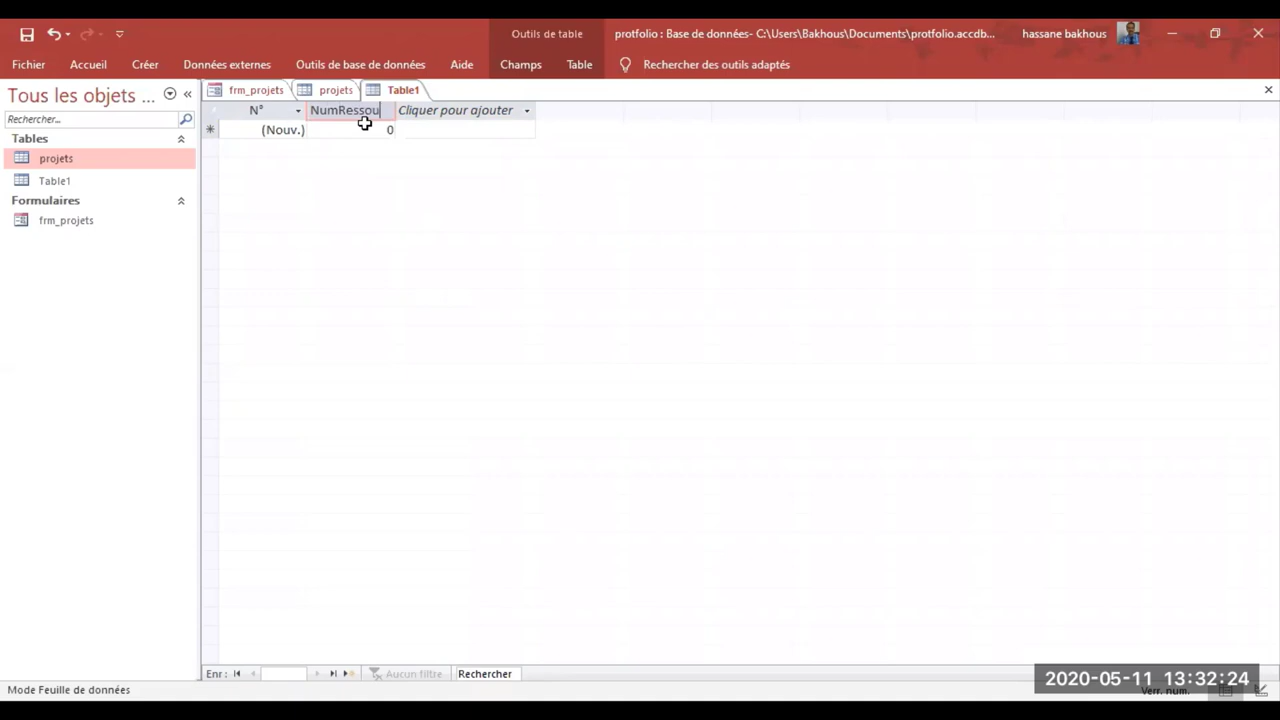 Outils de table
protfolio : Base de données- C:\Users\Bakhous\Documents\protfolio.accdb...
hassane bakhous
Fichier
Accueil
Créer
Données externes
Outils de base de données
Aide
Champs
Table
Rechercher des outils adaptés
Tous les objets ...
frm_projets
projets
Table1
Rechercher...
N°
NumRessou
Cliquer pour ajouter
(Nouv.)
0
Tables
projets
Table1
Formulaires
frm_projets
Enr :
Aucun filtre
Rechercher
Mode Feuille de données
2020-05-11 13:32:24
Verr. num.